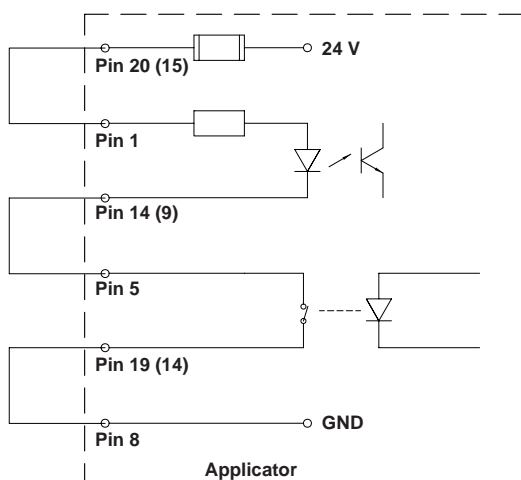 24 V
Pin 20 (15)
Pin 1
Pin 14 (9)
Pin 5
Pin 19 (14)
GND
Pin 8
Applicator